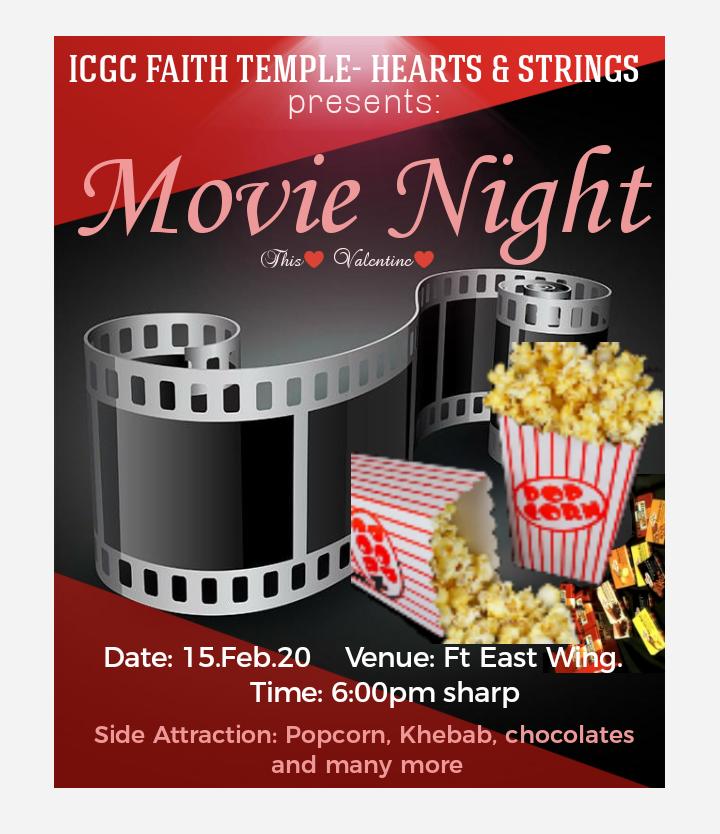 ICGC FAITH TEMPLE- HEARTS & STRINGS
presents:
Movie Night
This❤ Valentine❤
POP
CORN
Date: 15.Feb.20 Venue: Ft East Wing.
Time: 6:00pm sharp
Side Attraction: Popcorn, Khebab, chocolates
and many more